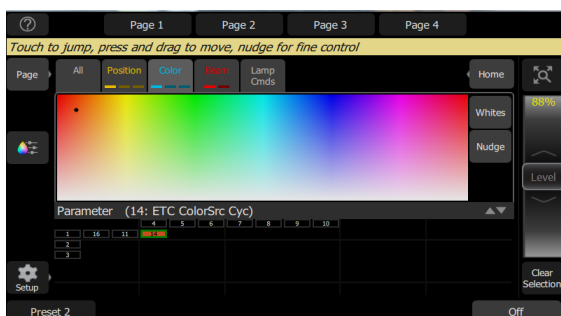 Page 1 Page 2 Page 3 Page 4
Touch to jump, press and drag to move, nudge for fine control
Page All Position Color Lamp Cmds Home
88%
Whites
Nudge
Level
Parameter (14: ETC ColorSrc Cyc)
4 5 6 7 8 9 10
1 16 11 14
2
3
Setup
Clear Selection
Preset 2 Off